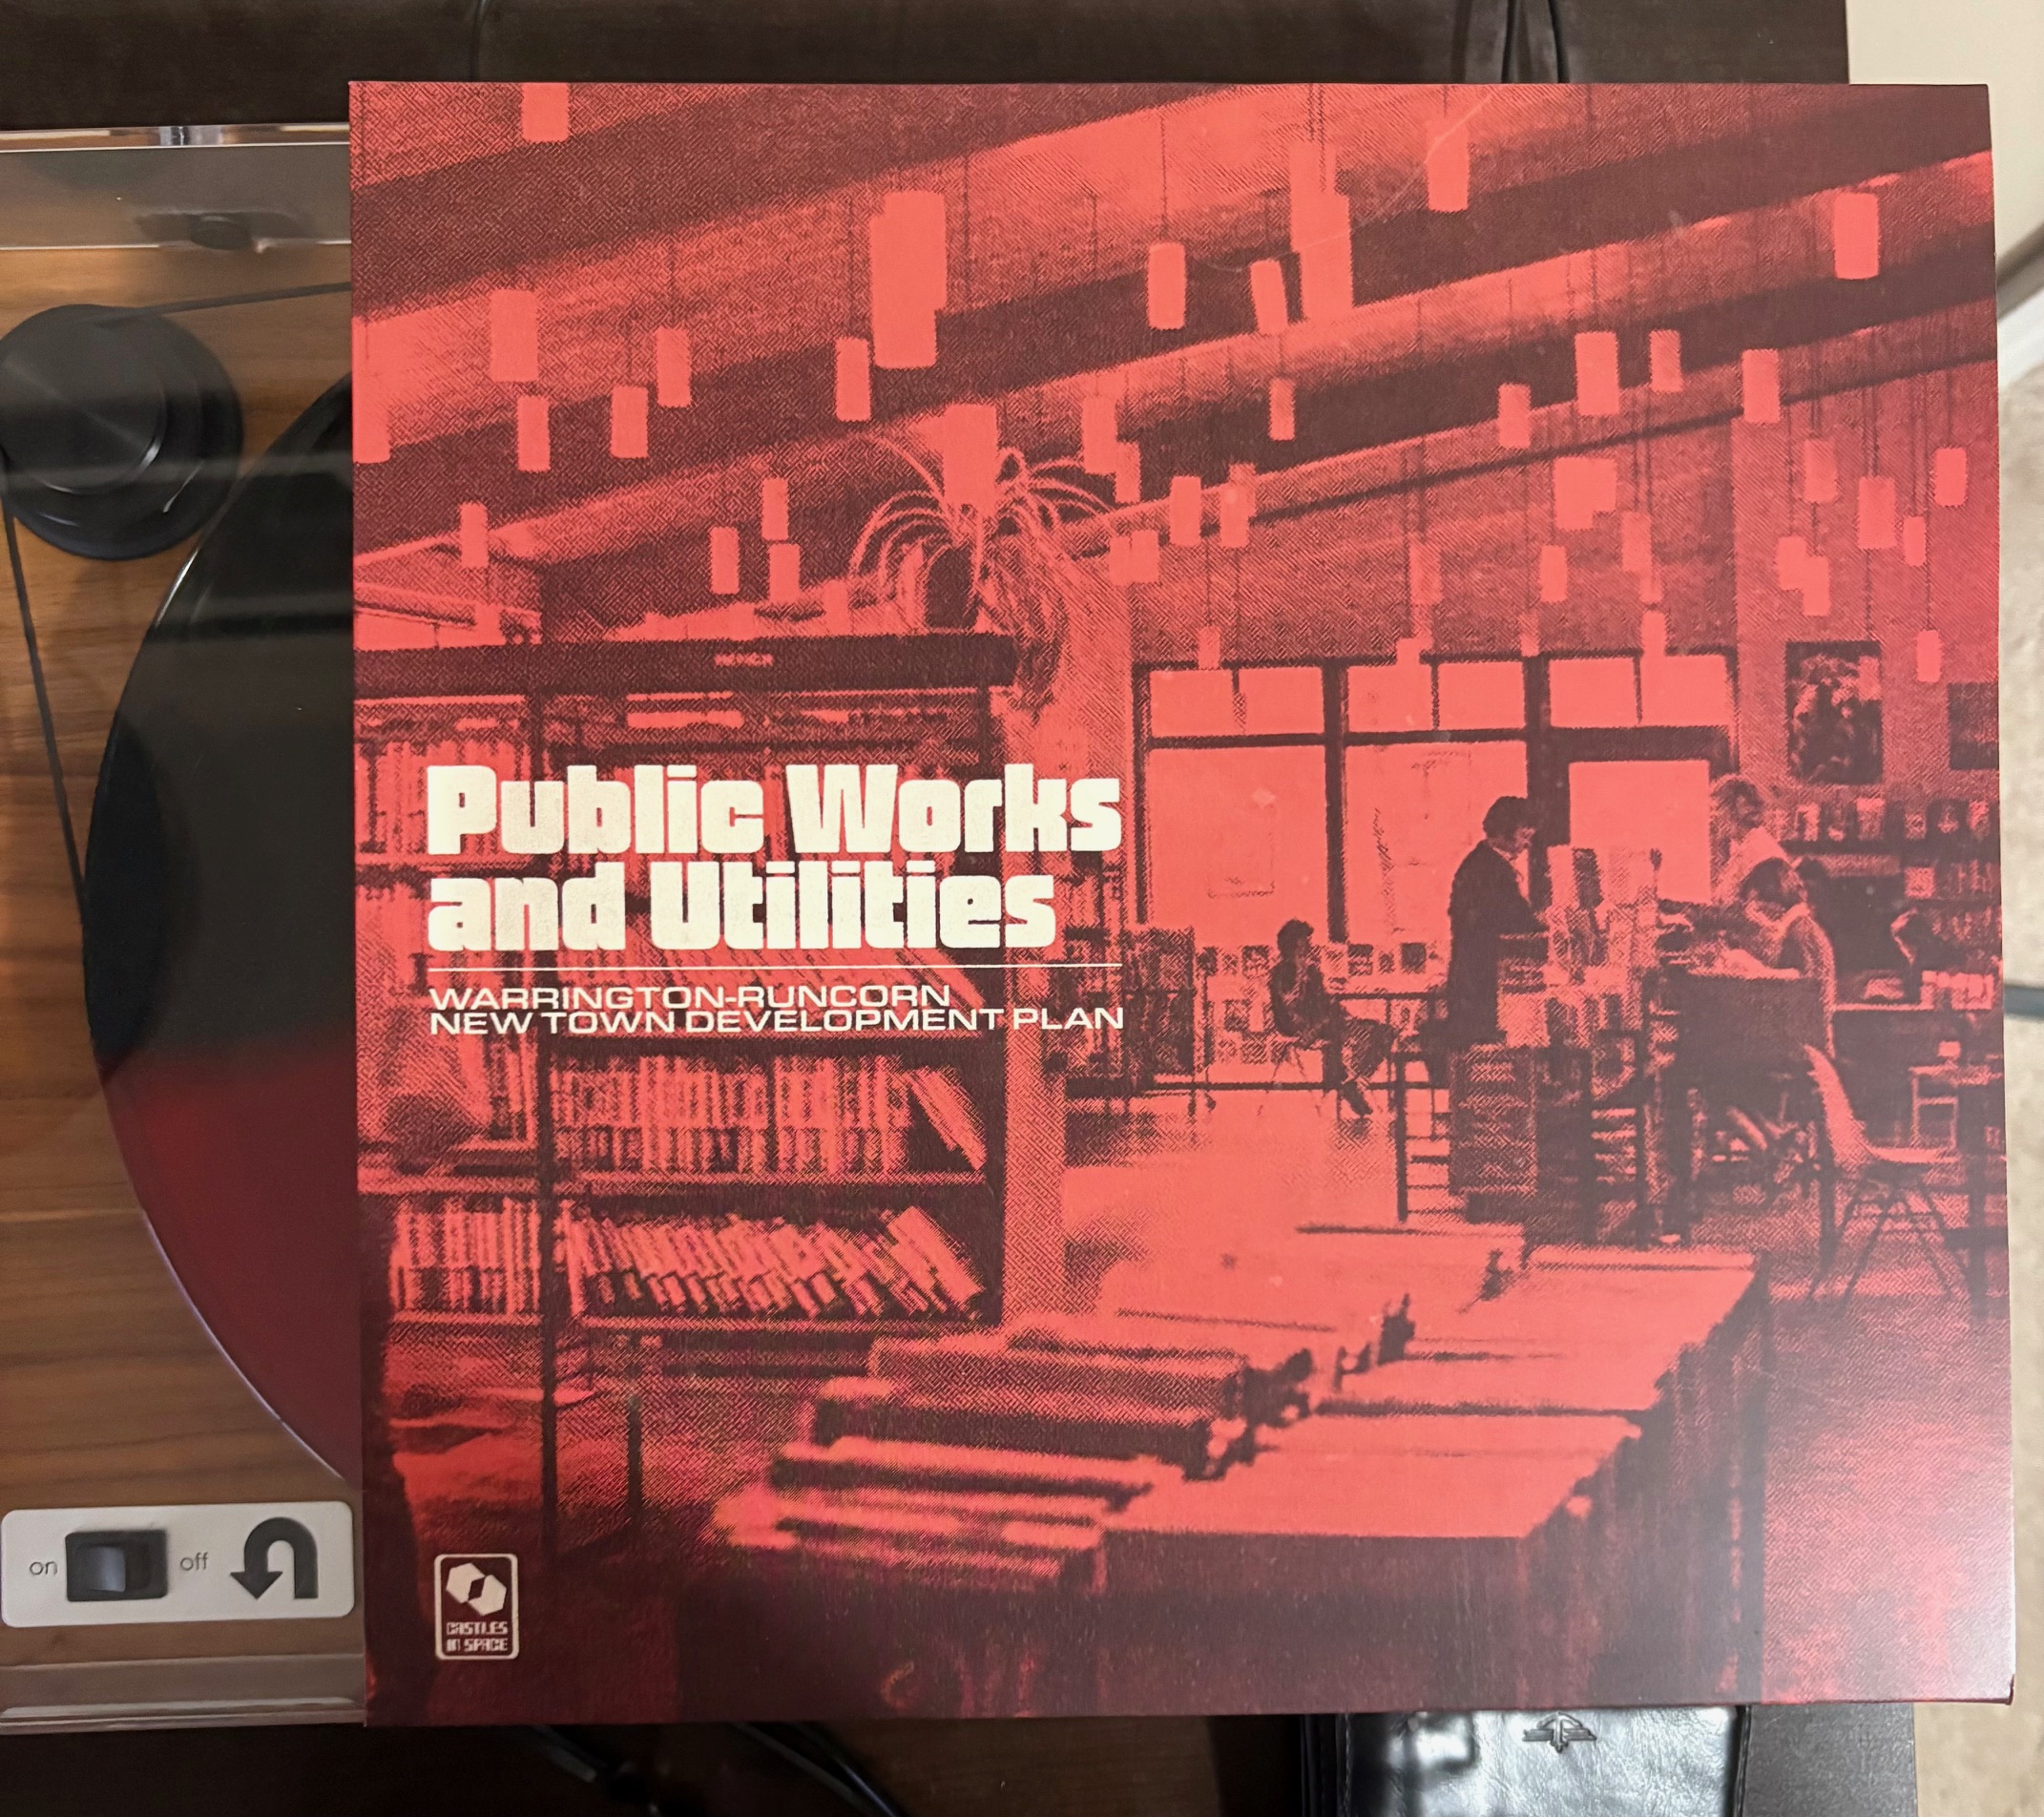 Public Works
and Utilities
WARRINGTON-RUNCORN
NEW TOWN DEVELOPMENT PLAN
on off
CASTLES
IN SPACE